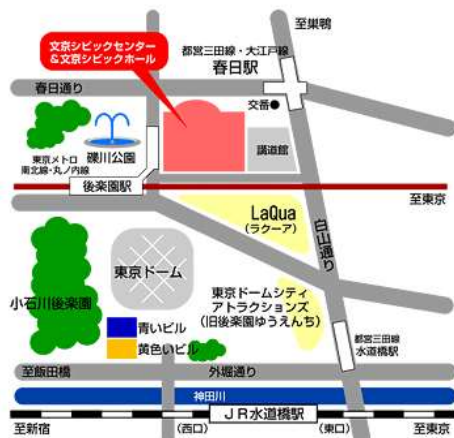 至巣鴨
文京シビックセンター
&文京シビックホール
都営三田線・大江戸線
春日駅
春日通り
交番
講道館
礫川公園
東京メトロ
南北線・丸ノ内線
後楽園駅
至東京
LaQua
(ラクーア)
白山通り
東京ドーム
小石川後楽園
東京ドームシティ
アトラクションズ
(旧後楽園ゆうえんち)
青いビル
黄色いビル
都営三田線
水道橋駅
至飯田橋
外堀通り
神田川
至新宿
(西口)
JR水道橋駅
(東口)
至東京